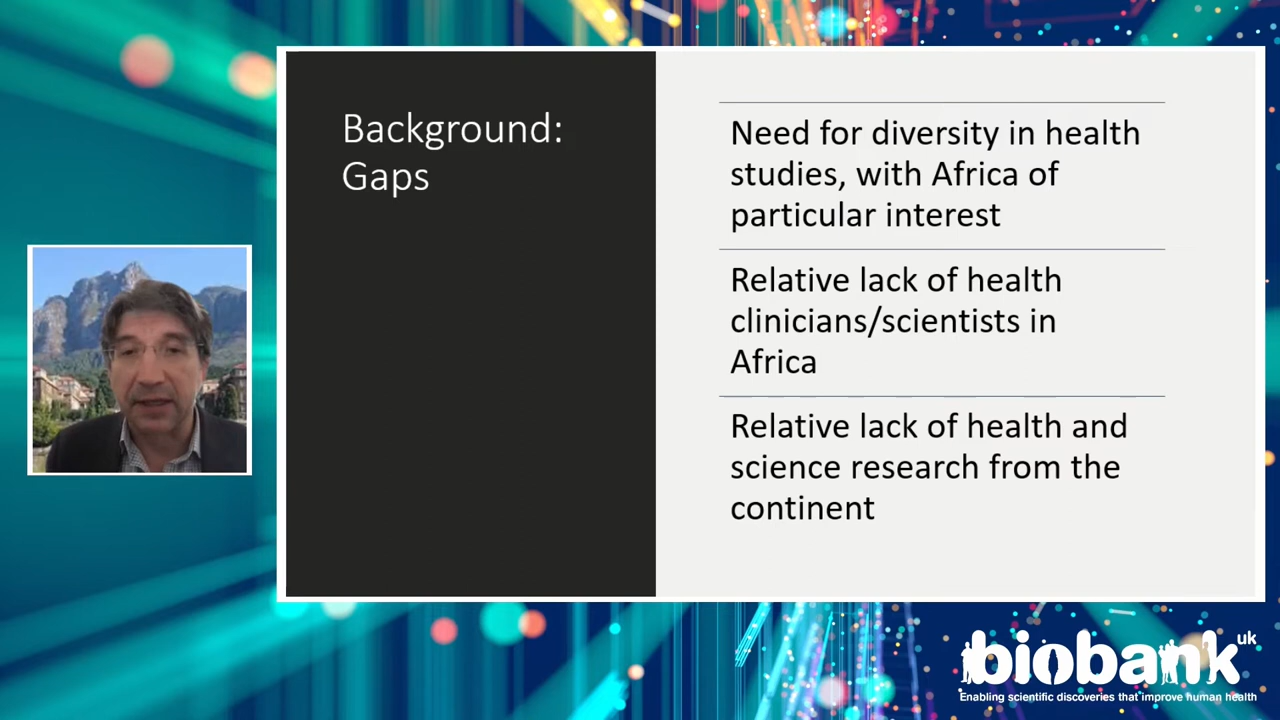 Background:
Gaps
Need for diversity in health
studies, with Africa of
particular interest
Relative lack of health
clinicians/scientists in
Africa
Relative lack of health and
science research from the
continent
biobank uk
Enabling scientific discoveries that improve human health